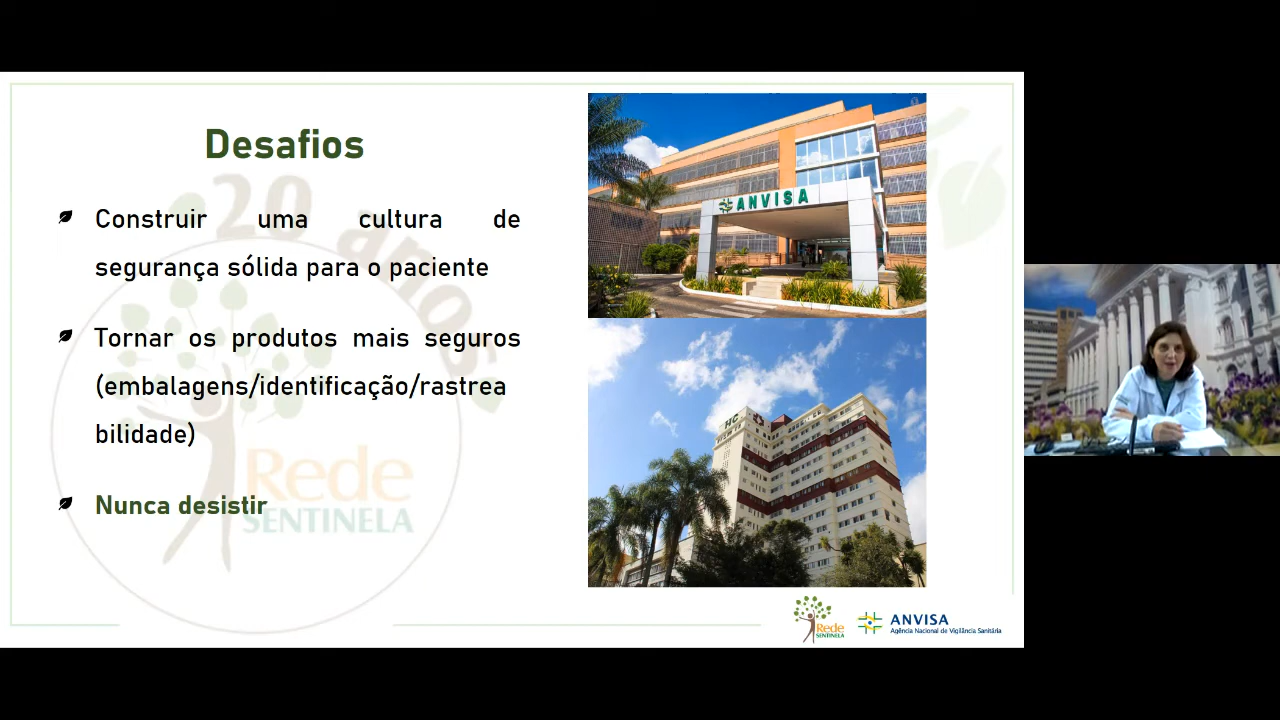 Desafios
20 anos
Construir uma cultura de
segurança sólida para o paciente
Tornar os produtos mais seguros
(embalagens/identificação/rastrea
bilidade)
Nunca desistir
Rede
SENTINELA
ANVISA
HC
Rede
SENTINELA
ANVISA
Agência Nacional de Vigilância Sanitária